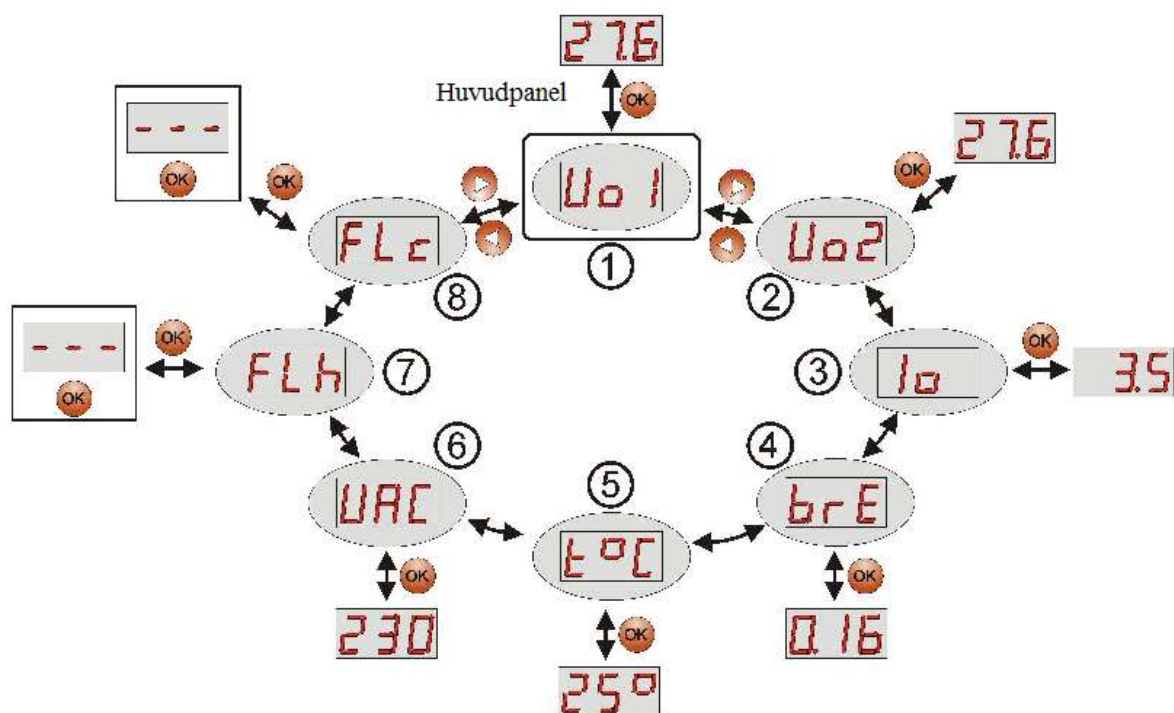 27.6
Huvudpanel
OK
Uo1
1
27.6
OK
Uo2
2
Io
3
OK
3.5
brE
4
OK
0.16
t°C
5
OK
25°
UAC
6
OK
230
FLh
7
OK
- - -
OK
FLc
8
OK
- - -
OK